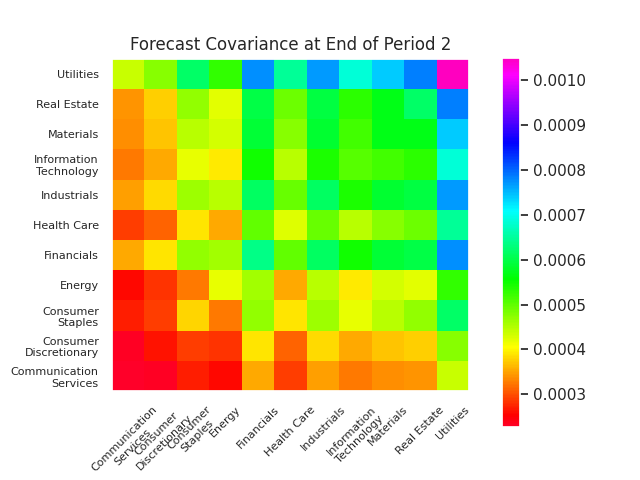 Forecast Covariance at End of Period 2
Utilities
Real Estate
Materials
Information
Technology
Industrials
Health Care
Financials
Energy
Consumer
Staples
Consumer
Discretionary
Communication
Services
Communication
Services
Consumer
Discretionary
Consumer
Staples
Energy
Financials
Health Care
Industrials
Information
Technology
Materials
Real Estate
Utilities
0.0010
0.0009
0.0008
0.0007
0.0006
0.0005
0.0004
0.0003